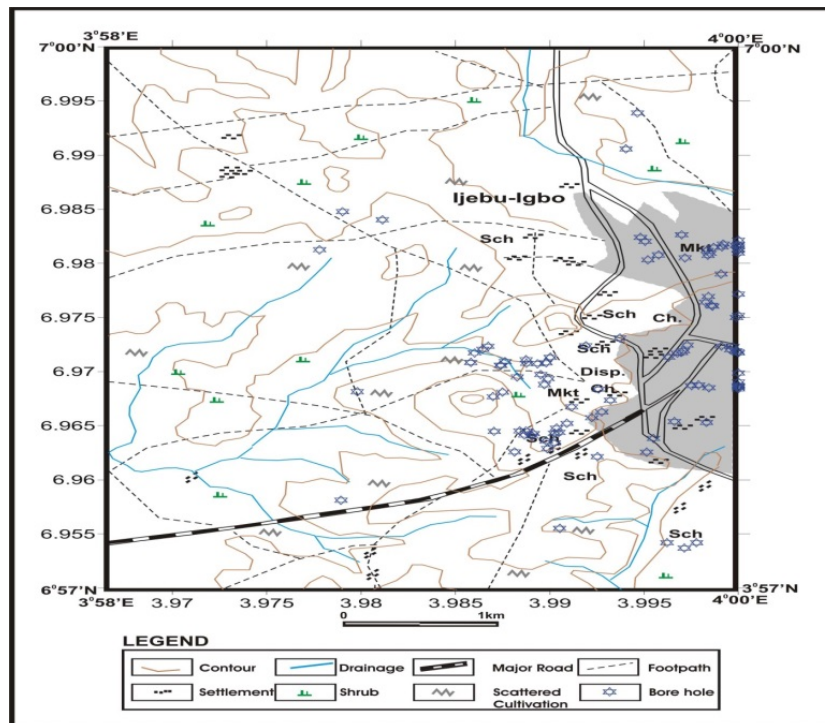 3°58'E 4°00'E
7°00'N 7°00'N
6.995
6.99
6.985
Ijebu-Igbo
Sch
Mkt
6.98
6.975
Sch Ch.
Sch
6.97
Disp.
Ch.
Mkt
6.965
Sch
6.96
Sch
6.955
Sch
6°57'N 3°57'N
3°58'E 3.97 3.975 3.98 3.985 3.99 3.995 4°00'E
0 1km
LEGEND
Contour Drainage Major Road Footpath
Settlement Shrub Scattered Cultivation Bore hole